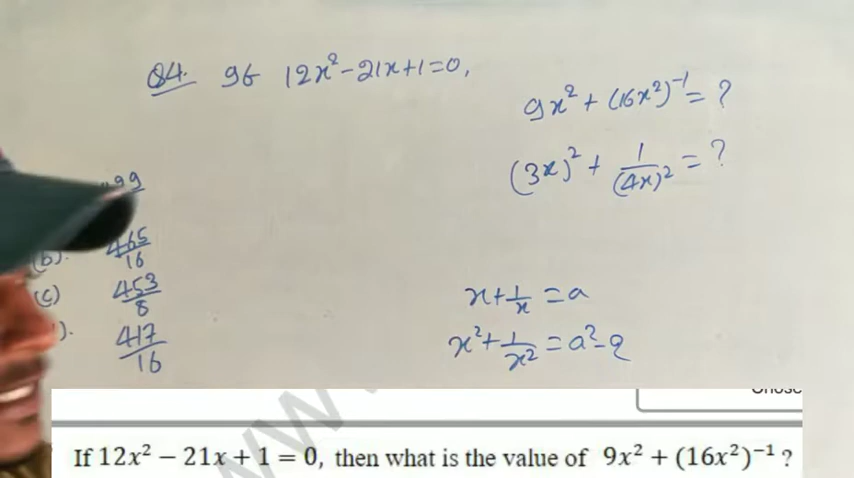 Q4. If 12x²-21x+1=0,
9x²+(16x²)⁻¹=?
(3x)²+1/(4x)²=?
(b). 465/16
(c) 453/8
). 417/16
x+1/x=a
x²+1/x²=a²-2
If 12x² − 21x + 1 = 0, then what is the value of 9x² + (16x²)⁻¹ ?